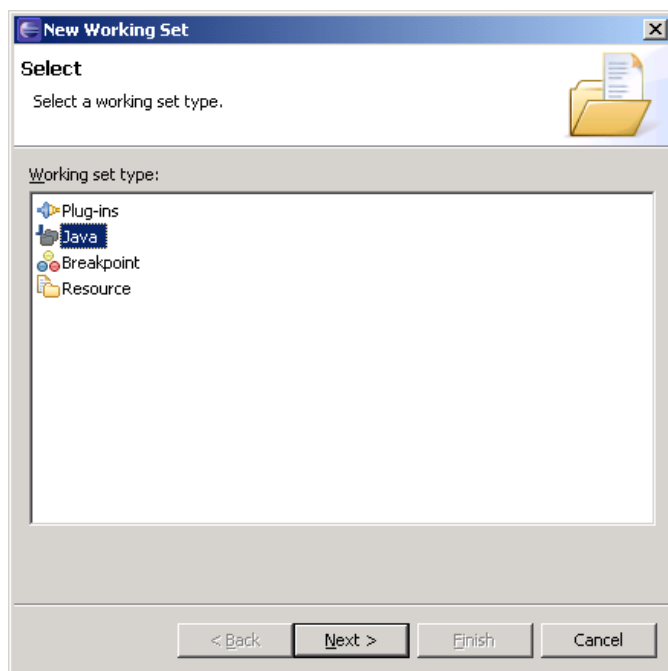 New Working Set
Select
Select a working set type.
Working set type:
Plug-ins
Java
Breakpoint
Resource
< Back Next > Finish Cancel